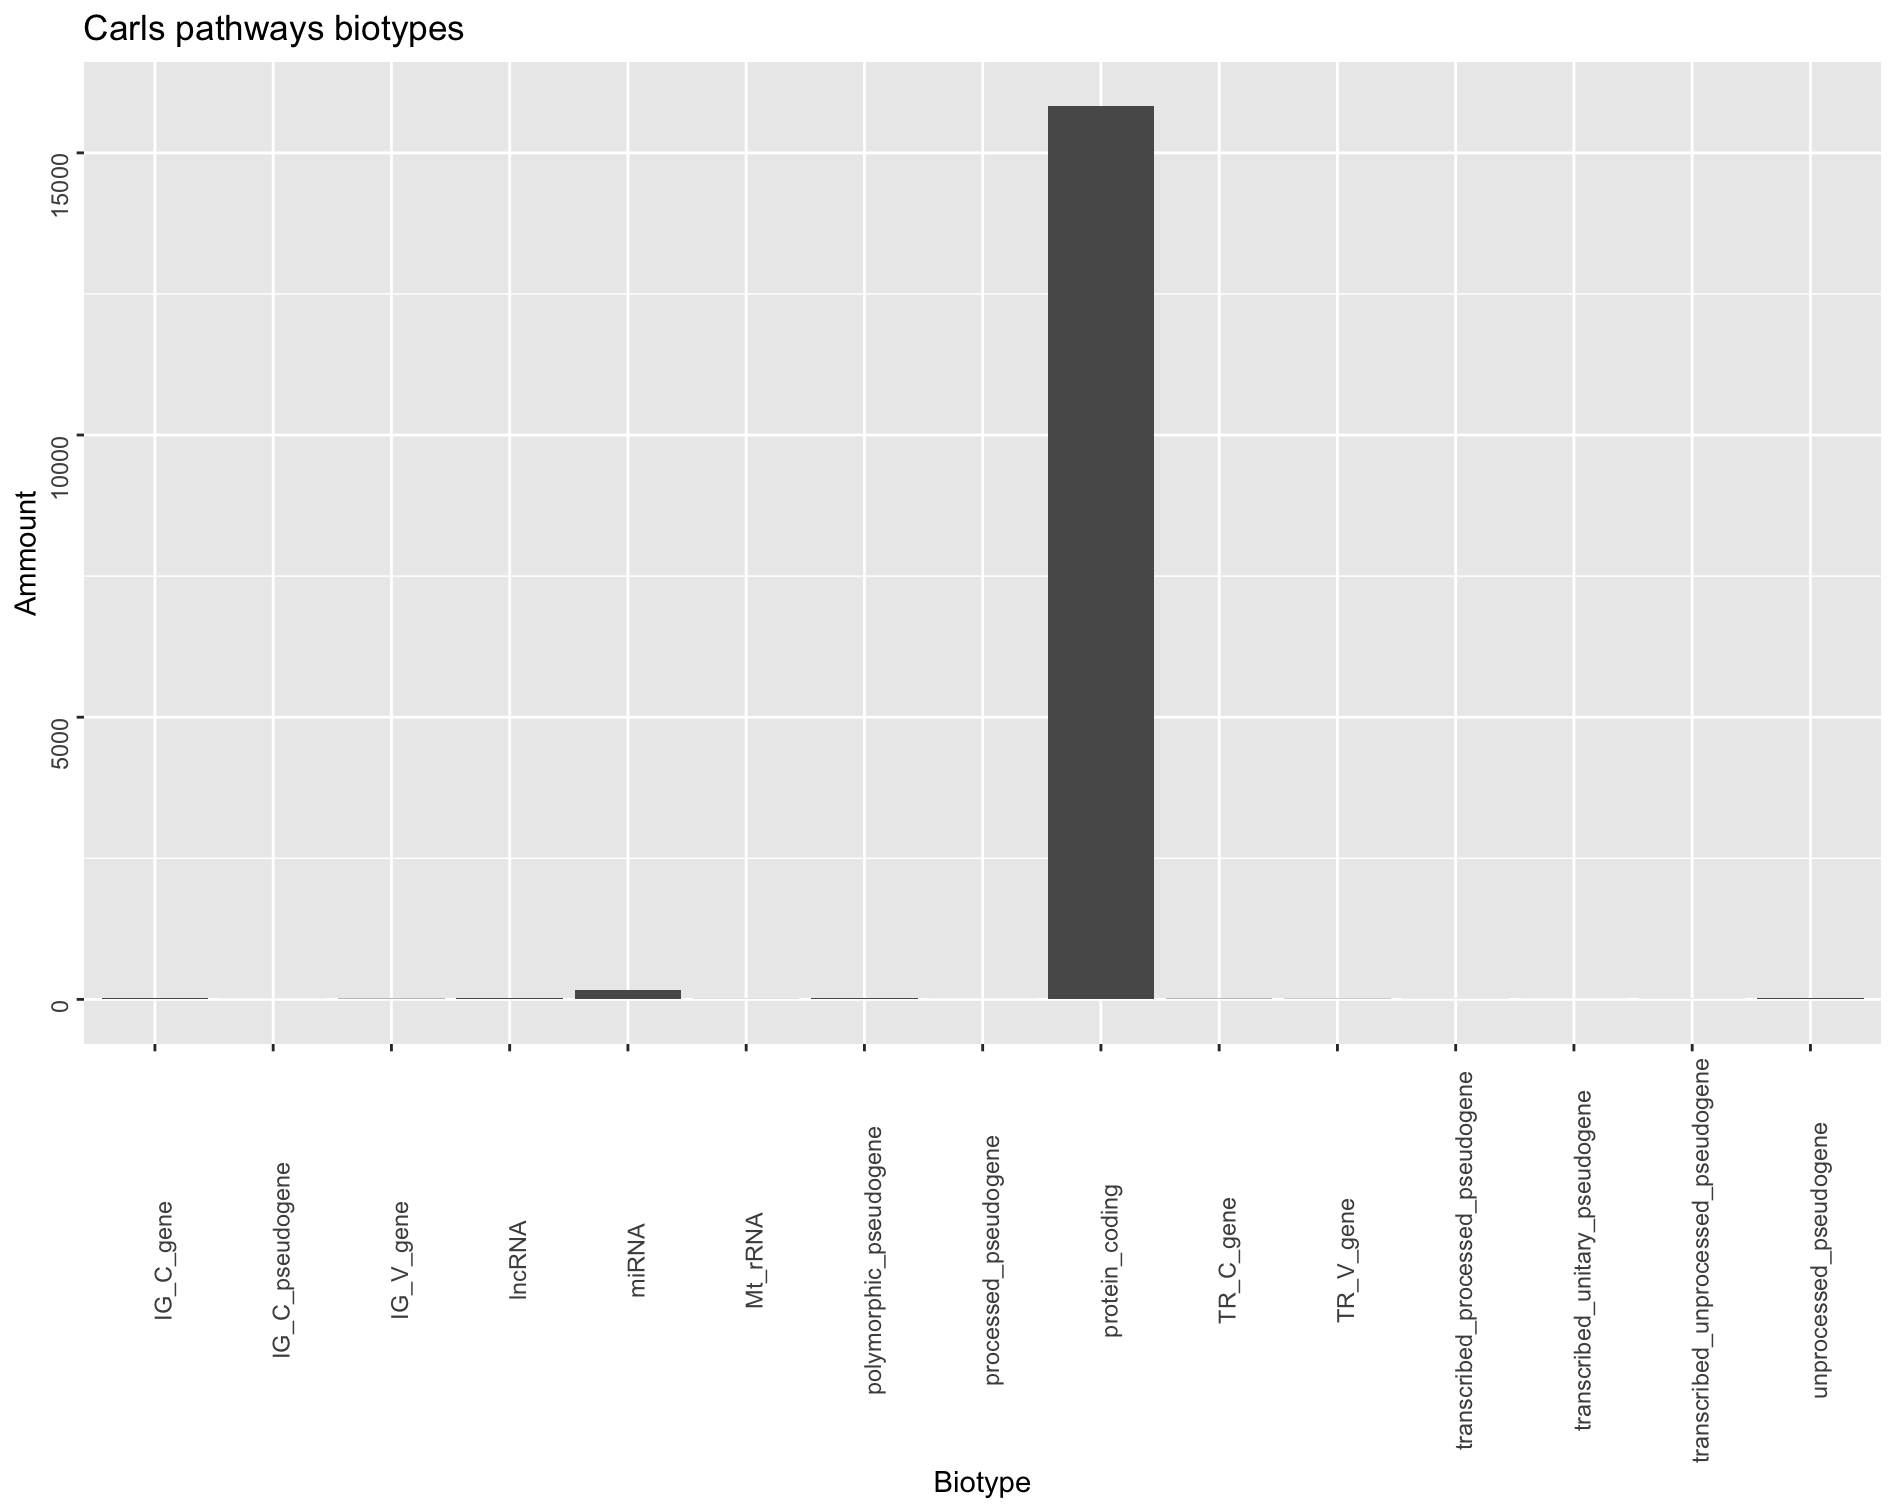 Carls pathways biotypes
Ammount
15000
10000
5000
0
IG_C_gene
IG_C_pseudogene
IG_V_gene
lncRNA
miRNA
Mt_rRNA
polymorphic_pseudogene
processed_pseudogene
protein_coding
TR_C_gene
TR_V_gene
transcribed_processed_pseudogene
transcribed_unitary_pseudogene
transcribed_unprocessed_pseudogene
unprocessed_pseudogene
Biotype